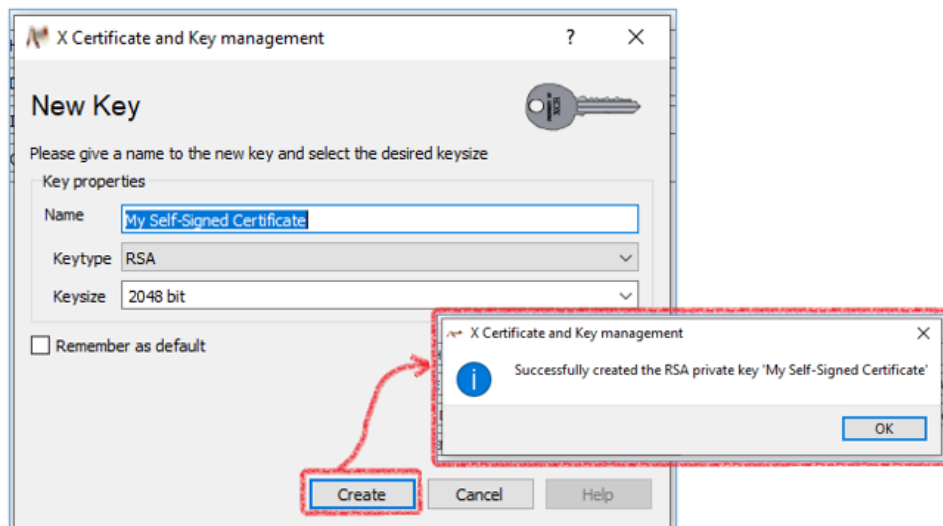 X Certificate and Key management
New Key
Please give a name to the new key and select the desired keysize
Key properties
Name My Self-Signed Certificate
Keytype RSA
Keysize 2048 bit
Remember as default
X Certificate and Key management
Successfully created the RSA private key 'My Self-Signed Certificate'
OK
Create Cancel Help